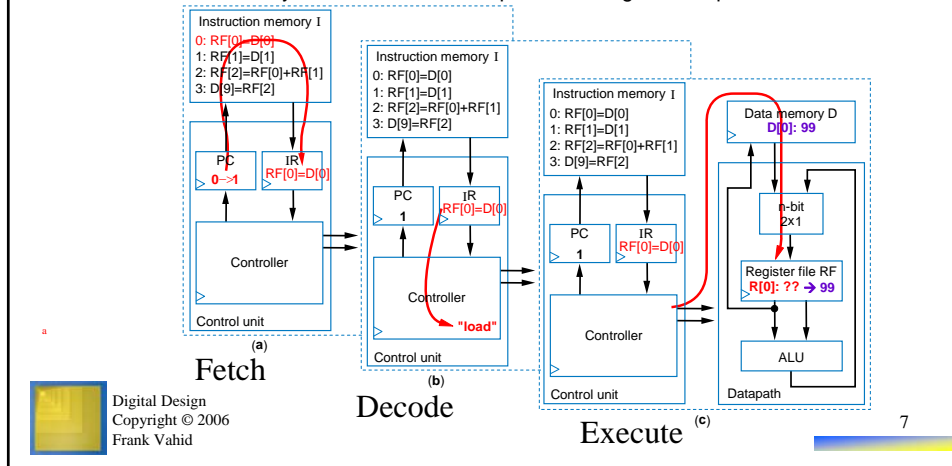 Instruction memory I
0: RF[0]=D[0]
1: RF[1]=D[1]
2: RF[2]=RF[0]+RF[1]
3: D[9]=RF[2]
PC
0->1
IR
RF[0]=D[0]
Controller
Control unit
(a)
Fetch
Instruction memory I
0: RF[0]=D[0]
1: RF[1]=D[1]
2: RF[2]=RF[0]+RF[1]
3: D[9]=RF[2]
PC
1
IR
RF[0]=D[0]
Controller
"load"
Control unit
(b)
Decode
Instruction memory I
0: RF[0]=D[0]
1: RF[1]=D[1]
2: RF[2]=RF[0]+RF[1]
3: D[9]=RF[2]
PC
1
IR
RF[0]=D[0]
Controller
Control unit
Data memory D
D[0]: 99
n-bit
2x1
Register file RF
R[0]: ?? → 99
ALU
Datapath
(c)
Execute
a
Digital Design
Copyright © 2006
Frank Vahid
7